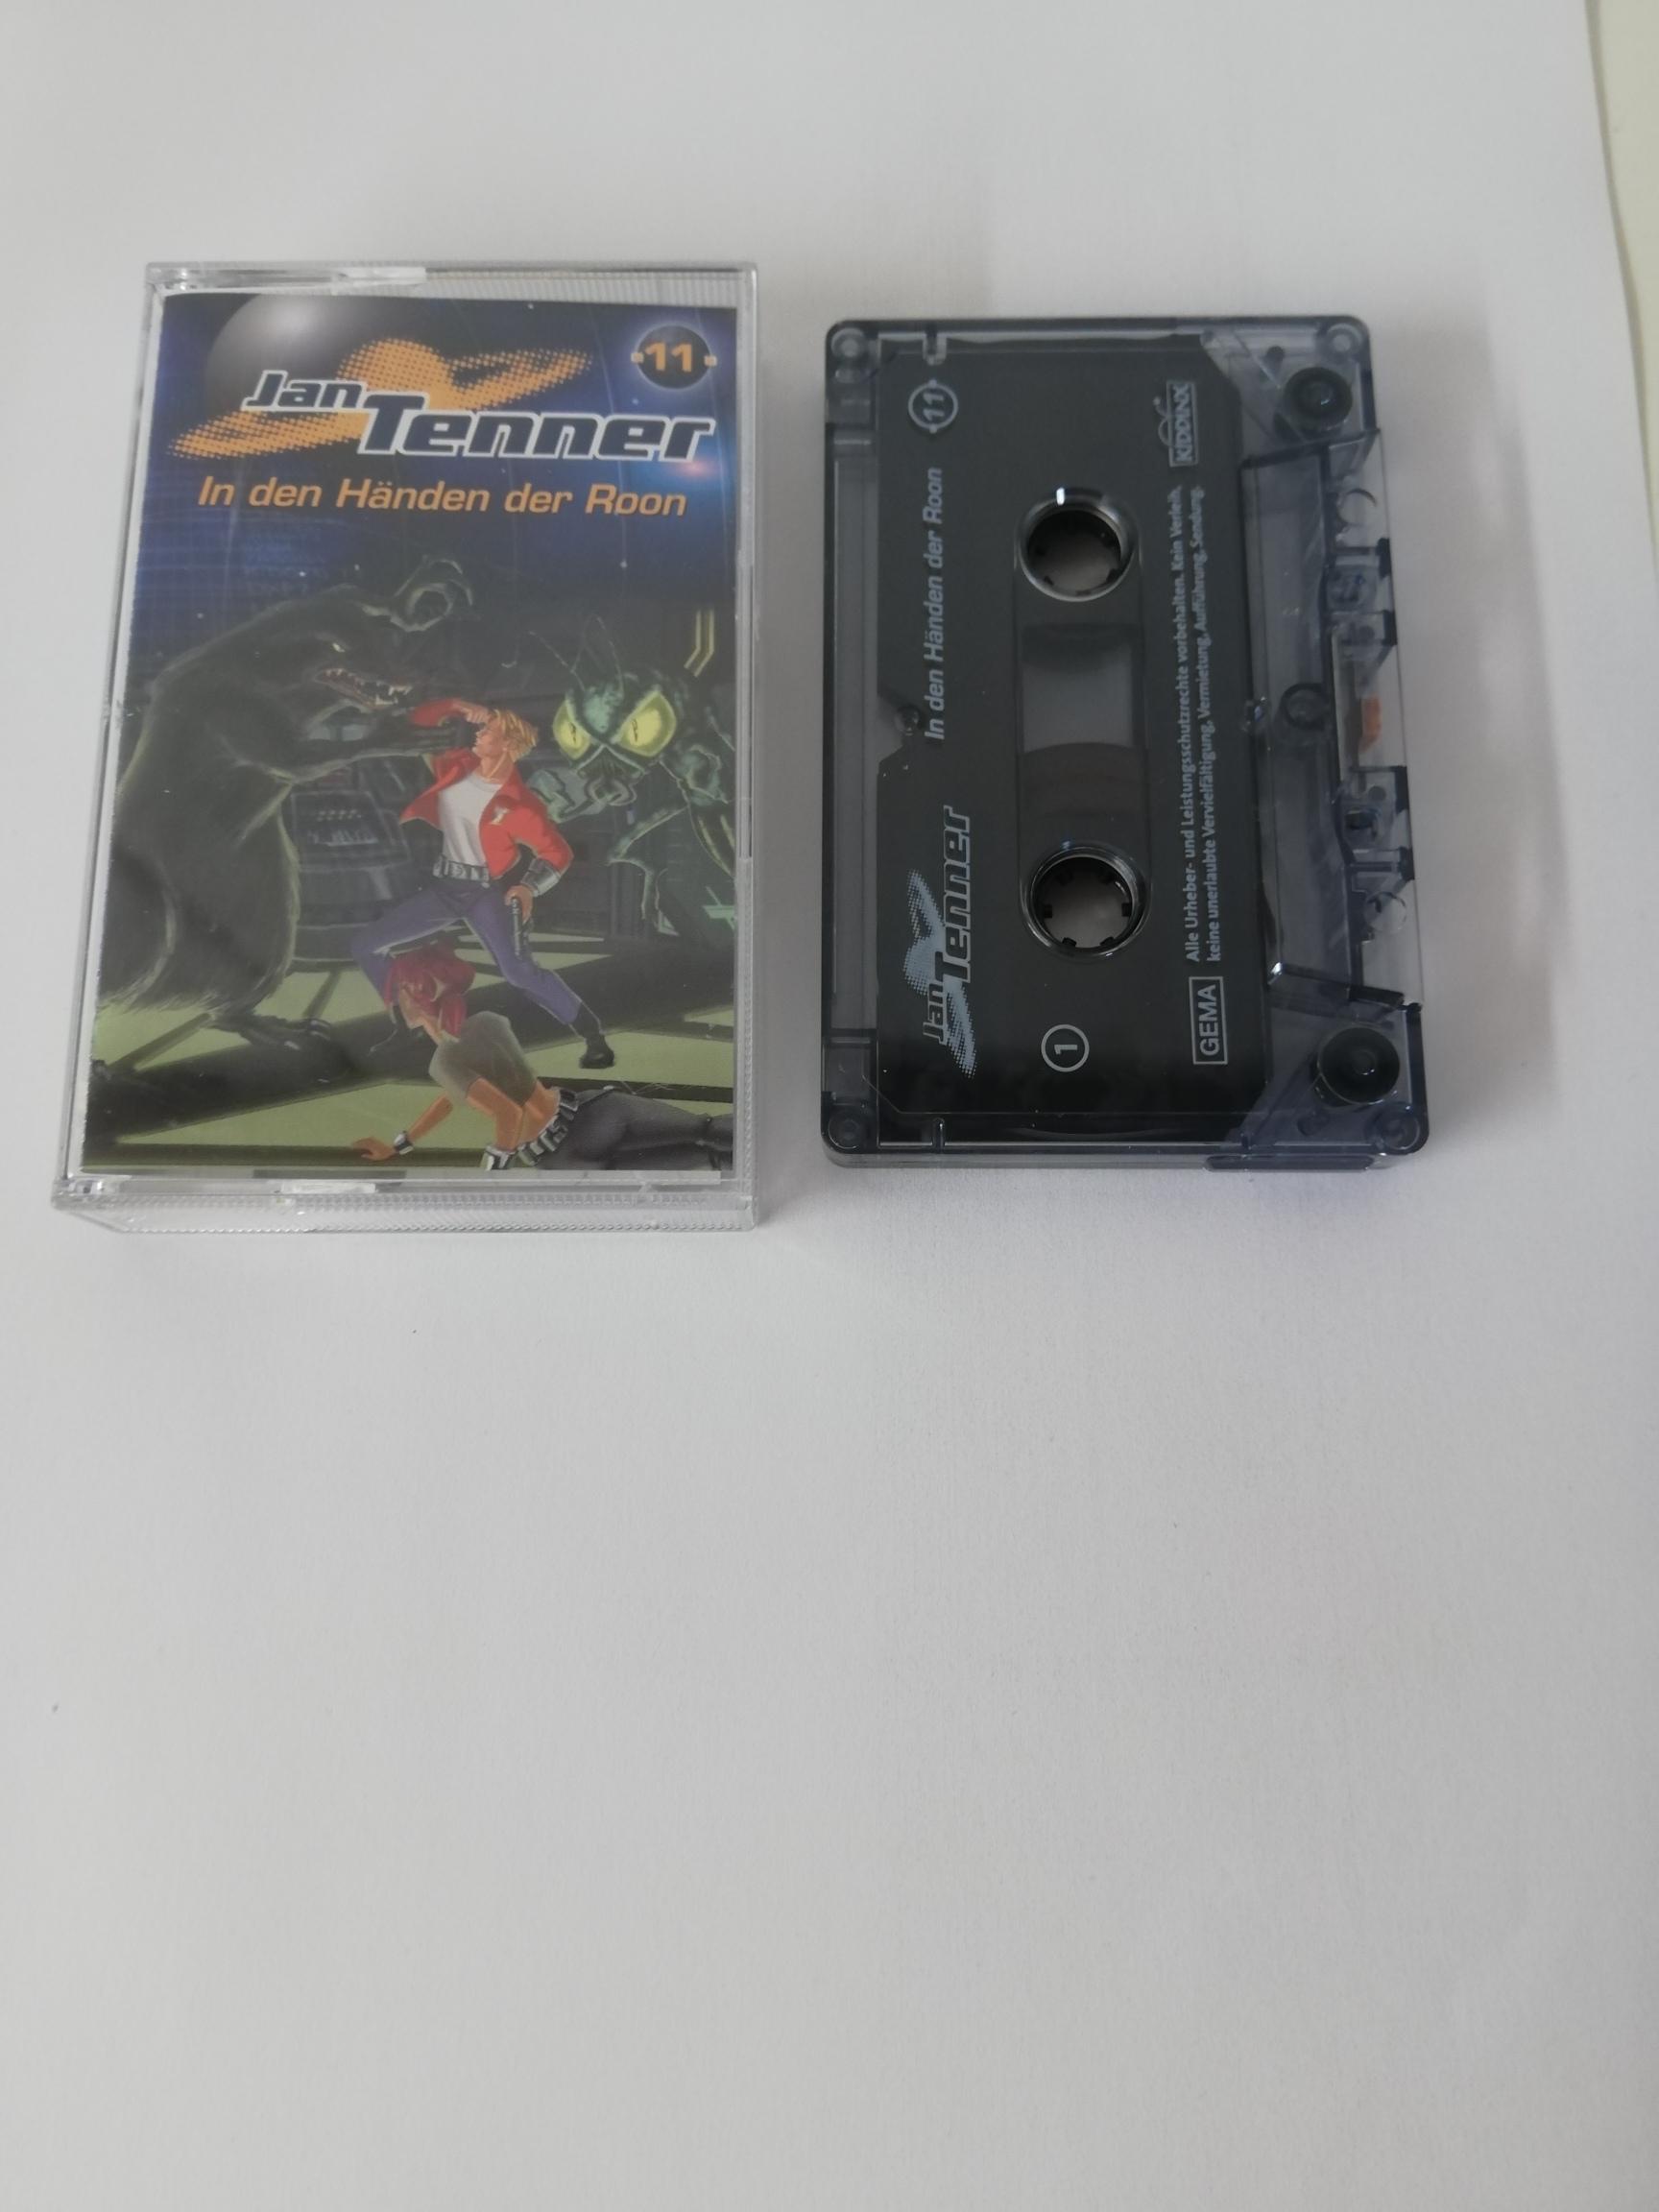 Jan
Tenner
11
In den Händen der Roon
Jan
Tenner
In den Händen der Roon
11
1
GEMA
Alle Urheber- und Leistungsschutzrechte vorbehalten. Kein Verleih,
keine unerlaubte Vervielfältigung, Vermietung, Aufführung, Sendung.
KIDDINX